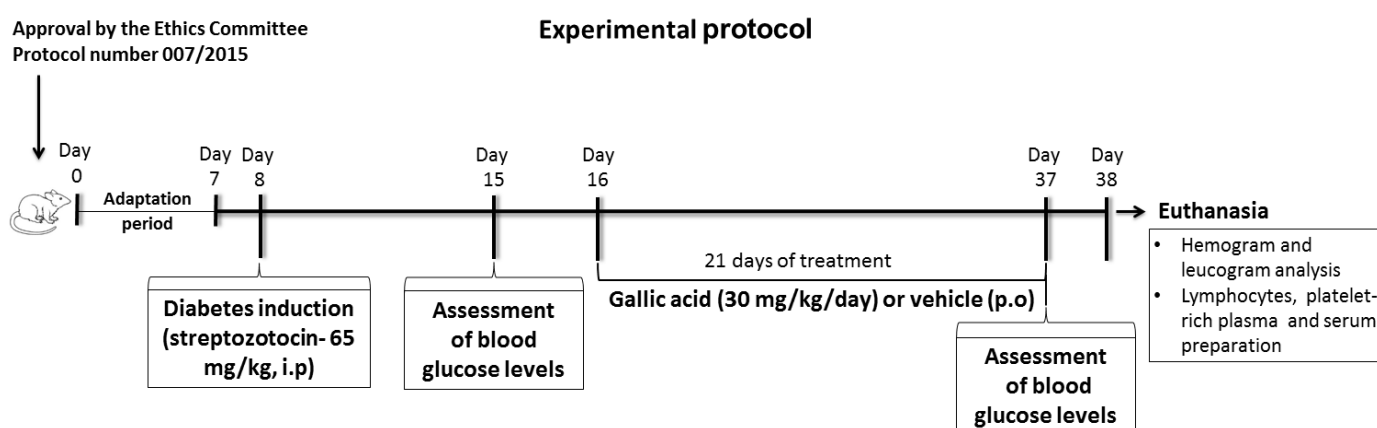 Experimental protocol
Approval by the Ethics Committee
Protocol number 007/2015
Day
0
Adaptation
period
Day
7
Day
8
Day
15
Day
16
Day
37
Day
38
Diabetes induction
(streptozotocin- 65
mg/kg, i.p)
Assessment
of blood
glucose levels
21 days of treatment
Gallic acid (30 mg/kg/day) or vehicle (p.o)
Assessment
of blood
glucose levels
Euthanasia
• Hemogram and
leucogram analysis
• Lymphocytes, platelet-
rich plasma and serum
preparation